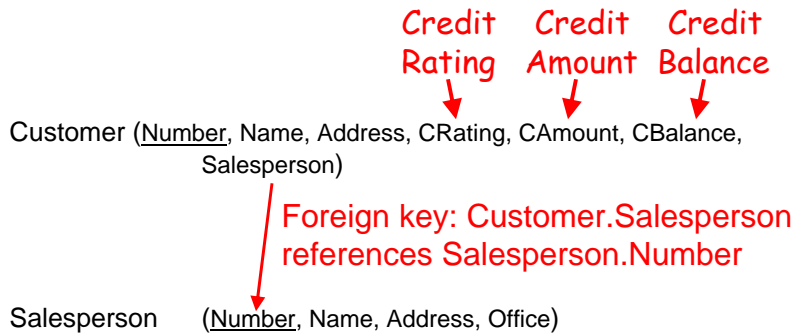 Credit Credit Credit
Rating Amount Balance
Customer (Number, Name, Address, CRating, CAmount, CBalance,
Salesperson)
Foreign key: Customer.Salesperson
references Salesperson.Number
Salesperson (Number, Name, Address, Office)